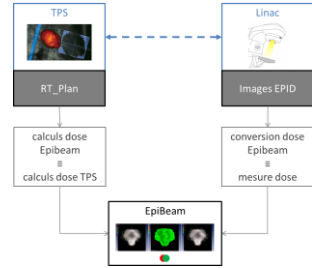 TPS
Linac
RT_Plan
Images EPID
calculs dose
Epibeam
≡
calculs dose TPS
conversion dose
Epibeam
≡
mesure dose
EpiBeam